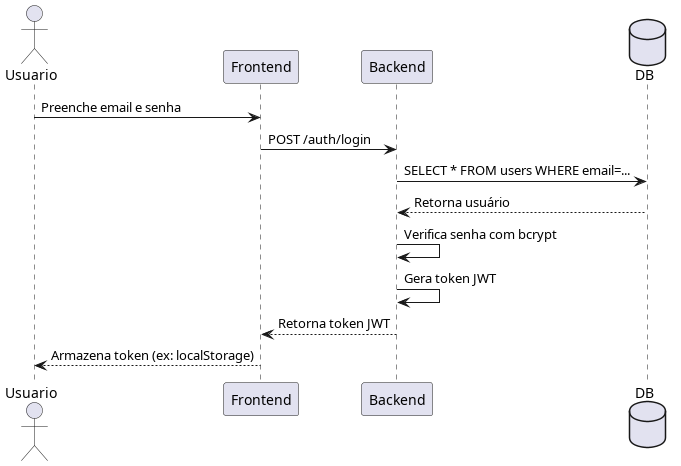 Usuario
Frontend
Backend
DB
Preenche email e senha
POST /auth/login
SELECT * FROM users WHERE email=...
Retorna usuário
Verifica senha com bcrypt
Gera token JWT
Retorna token JWT
Armazena token (ex: localStorage)
Usuario
Frontend
Backend
DB